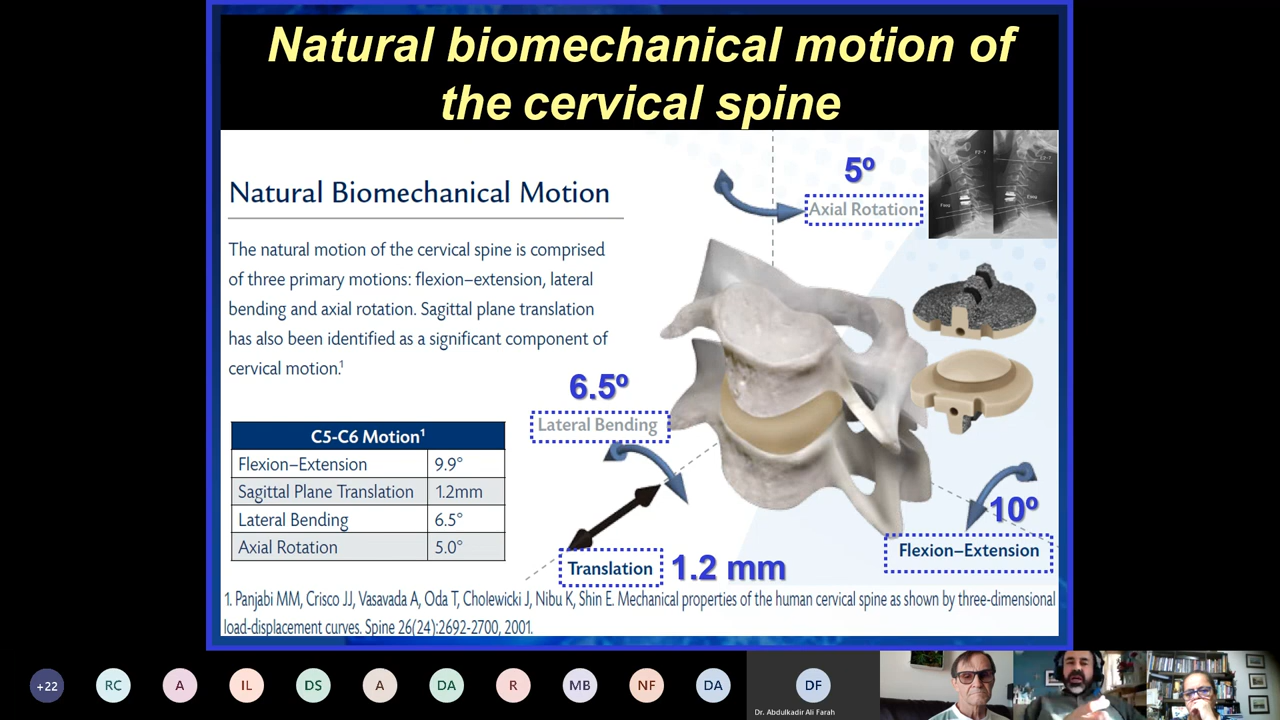 Natural biomechanical motion of
the cervical spine
Natural Biomechanical Motion
The natural motion of the cervical spine is comprised
of three primary motions: flexion–extension, lateral
bending and axial rotation. Sagittal plane translation
has also been identified as a significant component of
cervical motion.¹
C5-C6 Motion¹
Flexion–Extension 9.9°
Sagittal Plane Translation 1.2mm
Lateral Bending 6.5°
Axial Rotation 5.0°
5º
Axial Rotation
6.5º
Lateral Bending
10º
Flexion–Extension
Translation 1.2 mm
1. Panjabi MM, Crisco JJ, Vasavada A, Oda T, Cholewicki J, Nibu K, Shin E. Mechanical properties of the human cervical spine as shown by three-dimensional
load-displacement curves. Spine 26(24):2692-2700, 2001.
+22 RC A IL DS A DA R MB NF DA DF
Dr. Abdulkadir Ali Farah